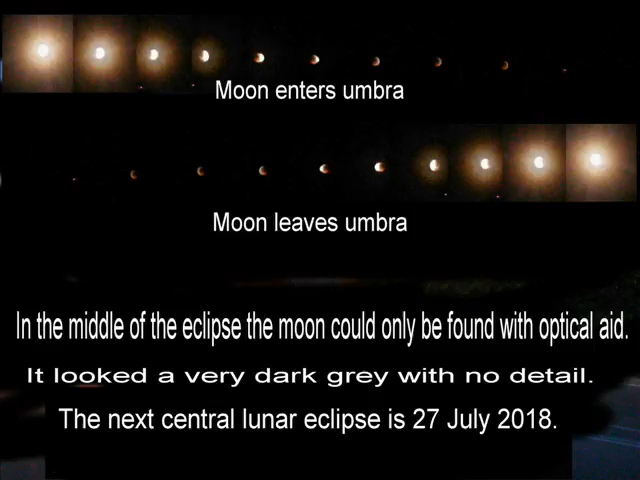 Moon enters umbra
Moon leaves umbra
In the middle of the eclipse the moon could only be found with optical aid.
It looked a very dark grey with no detail.
The next central lunar eclipse is 27 July 2018.